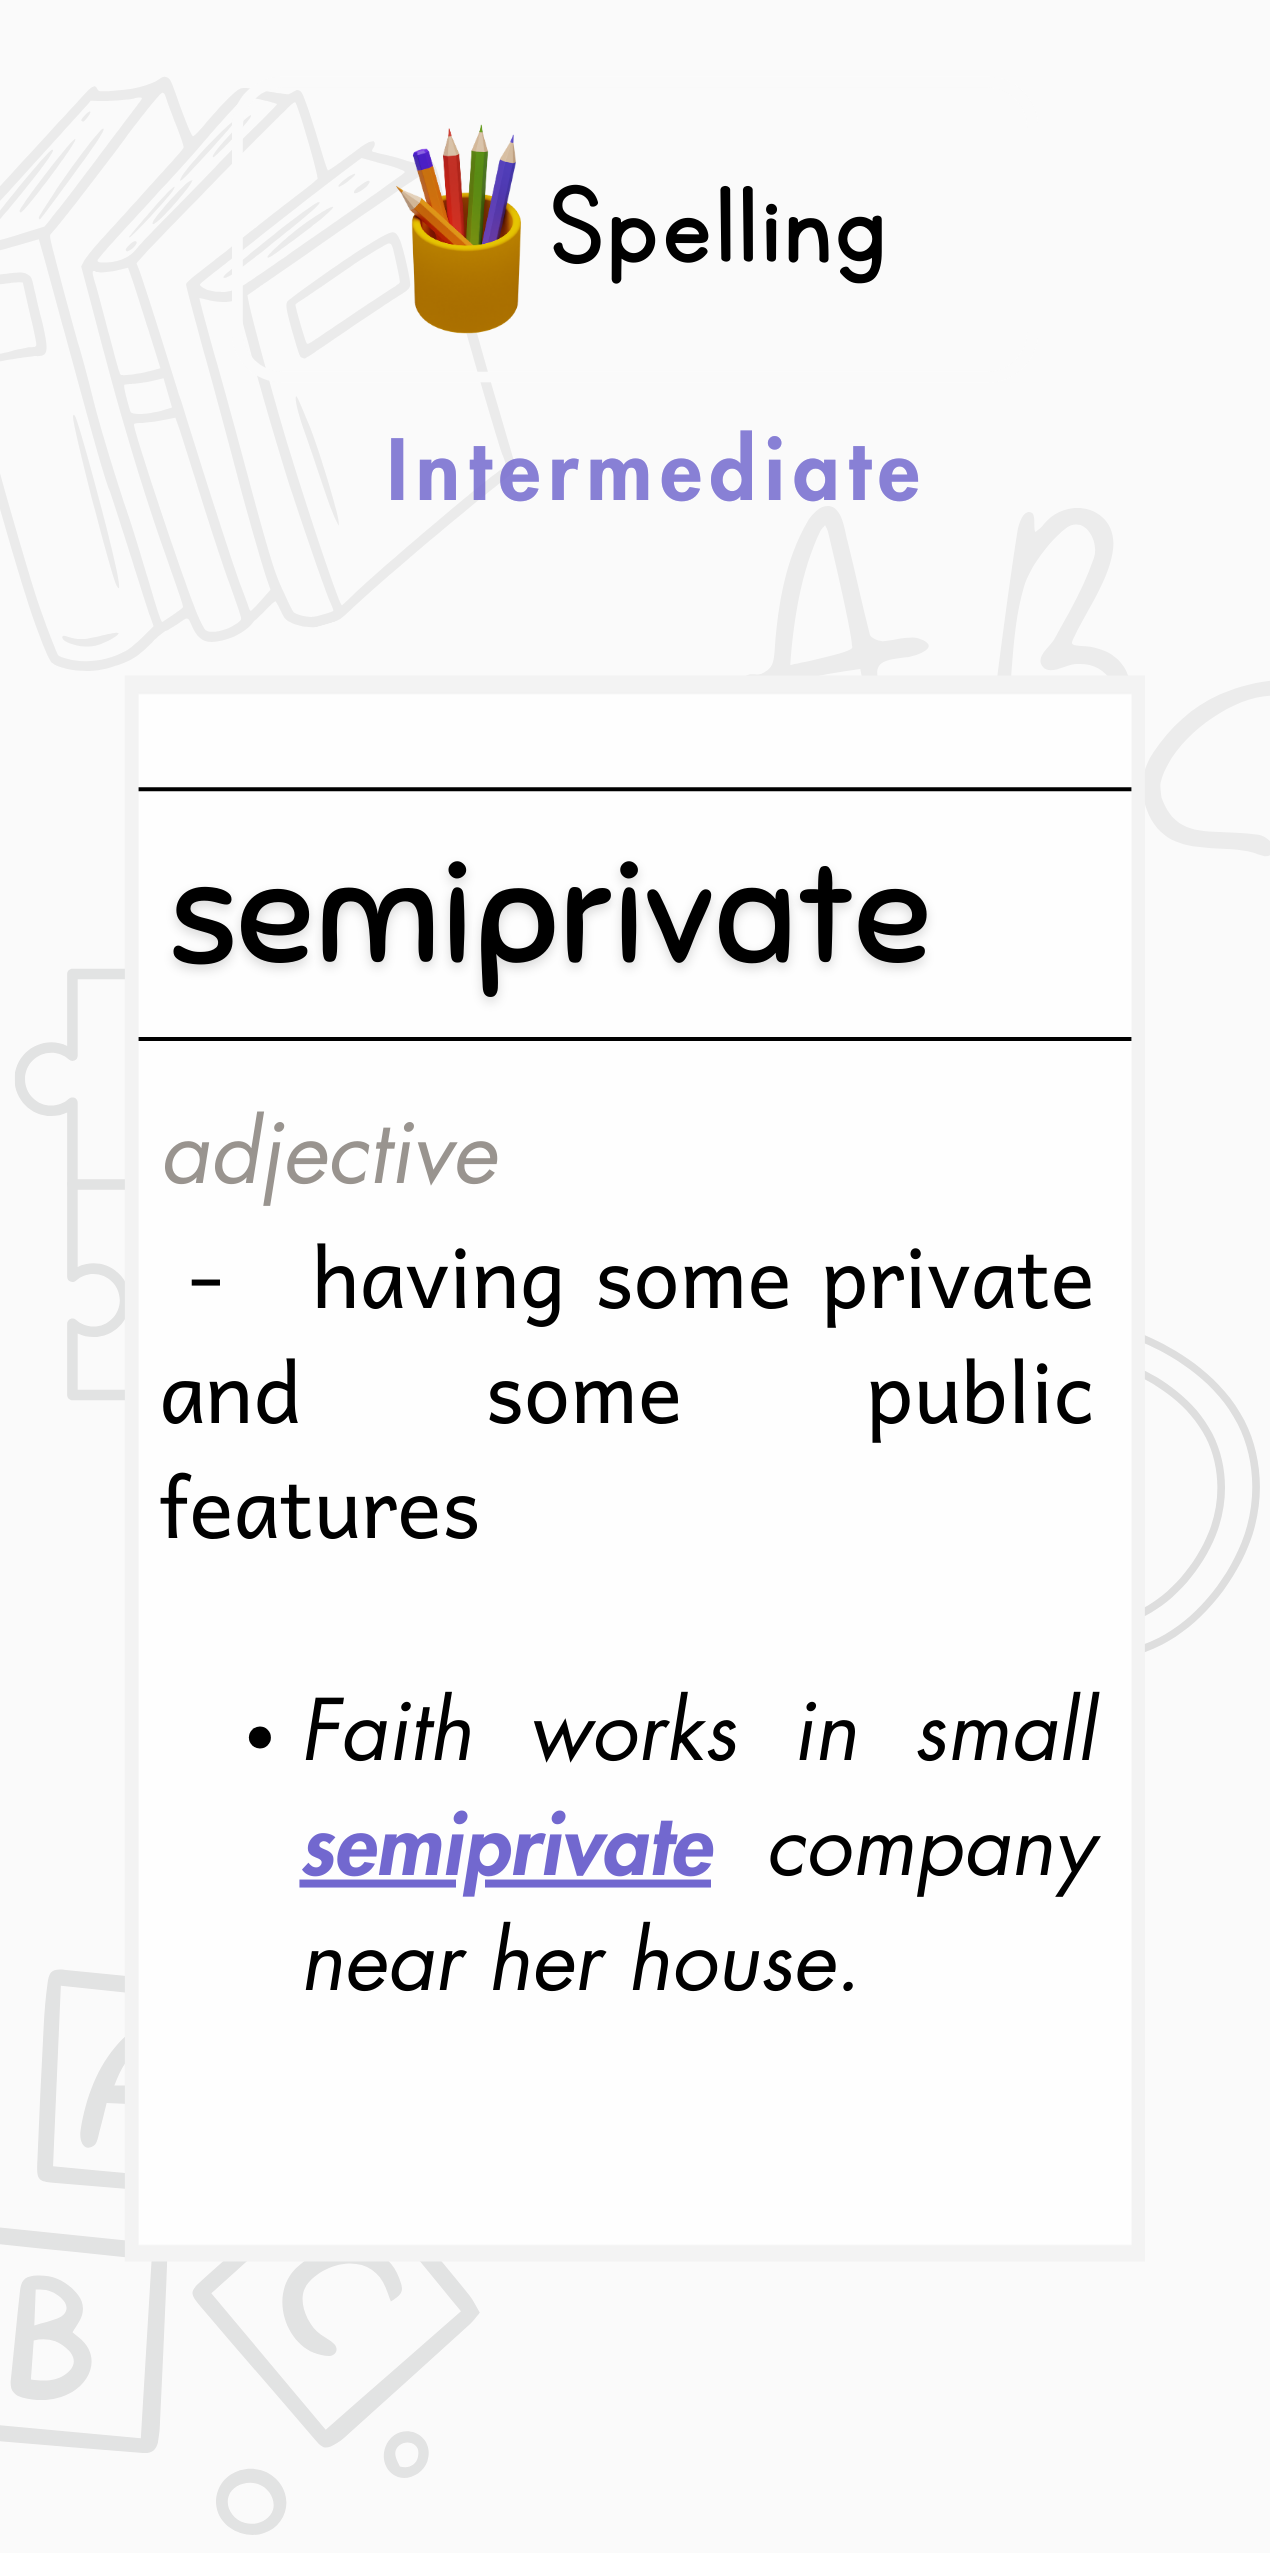 Spelling
Intermediate
A B
semiprivate
adjective
- having some private
and some public
features
• Faith works in small
semiprivate company
near her house.
A
B
C